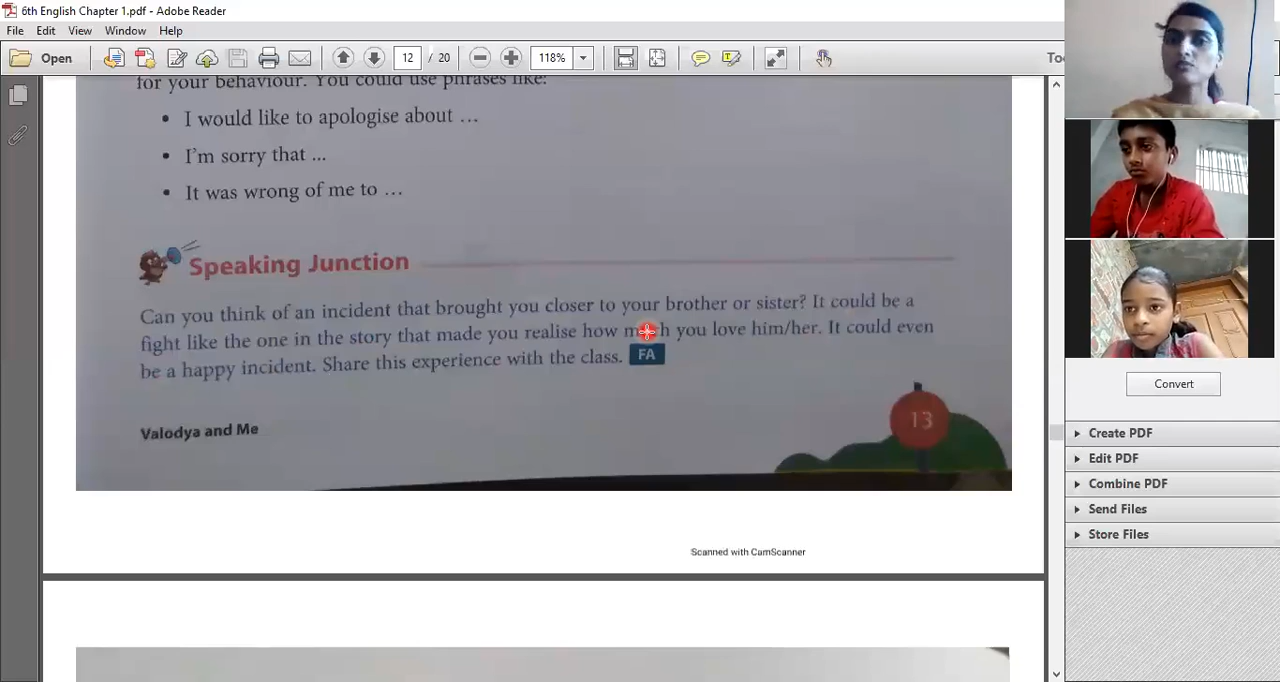 6th English Chapter 1.pdf - Adobe Reader
File Edit View Window Help
Open 12 / 20 118% To
for your behaviour. You could use phrases like:
• I would like to apologise about ...
• I'm sorry that ...
• It was wrong of me to ...
Speaking Junction
Can you think of an incident that brought you closer to your brother or sister? It could be a
fight like the one in the story that made you realise how much you love him/her. It could even
be a happy incident. Share this experience with the class. FA
Valodya and Me
13
Scanned with CamScanner
Convert
Create PDF
Edit PDF
Combine PDF
Send Files
Store Files